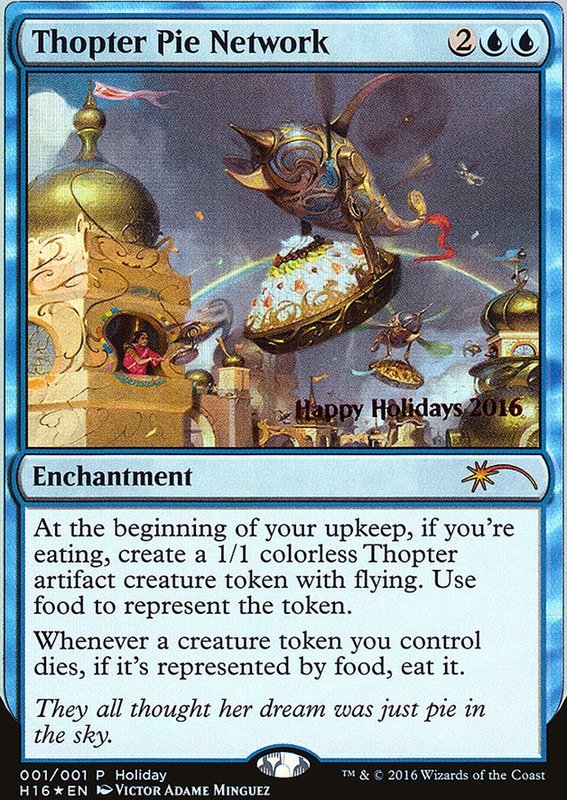 Thopter Pie Network 2
Happy Holidays 2016
Enchantment
At the beginning of your upkeep, if you're
eating, create a 1/1 colorless Thopter
artifact creature token with flying. Use
food to represent the token.
Whenever a creature token you control
dies, if it's represented by food, eat it.
They all thought her dream was just pie in
the sky.
001/001 P Holiday
H16★EN Victor Adame Minguez
™ & © 2016 Wizards of the Coast